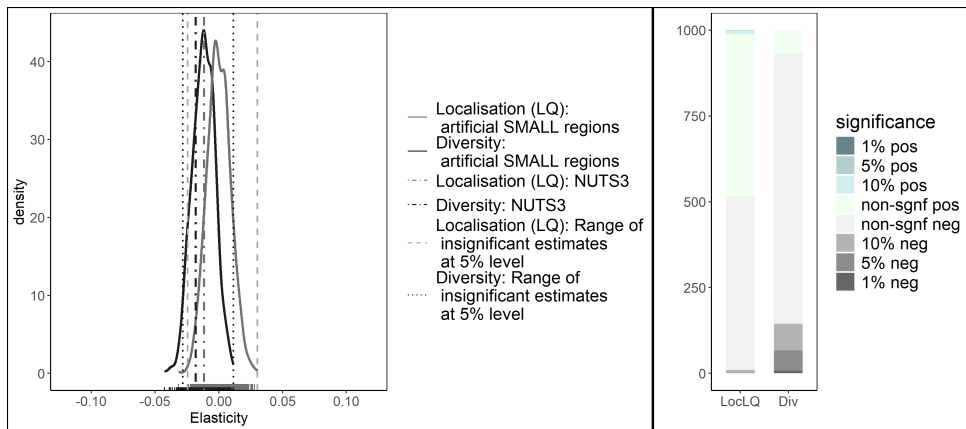 density
40
30
20
10
0
-0.10
-0.05
0.00
0.05
0.10
Elasticity
Localisation (LQ):
artificial SMALL regions
Diversity:
artificial SMALL regions
Localisation (LQ): NUTS3
Diversity: NUTS3
Localisation (LQ): Range of
insignificant estimates
at 5% level
Diversity: Range of
insignificant estimates
at 5% level
1000
750
500
250
0
LocLQ
Div
significance
1% pos
5% pos
10% pos
non-sgnf pos
non-sgnf neg
10% neg
5% neg
1% neg